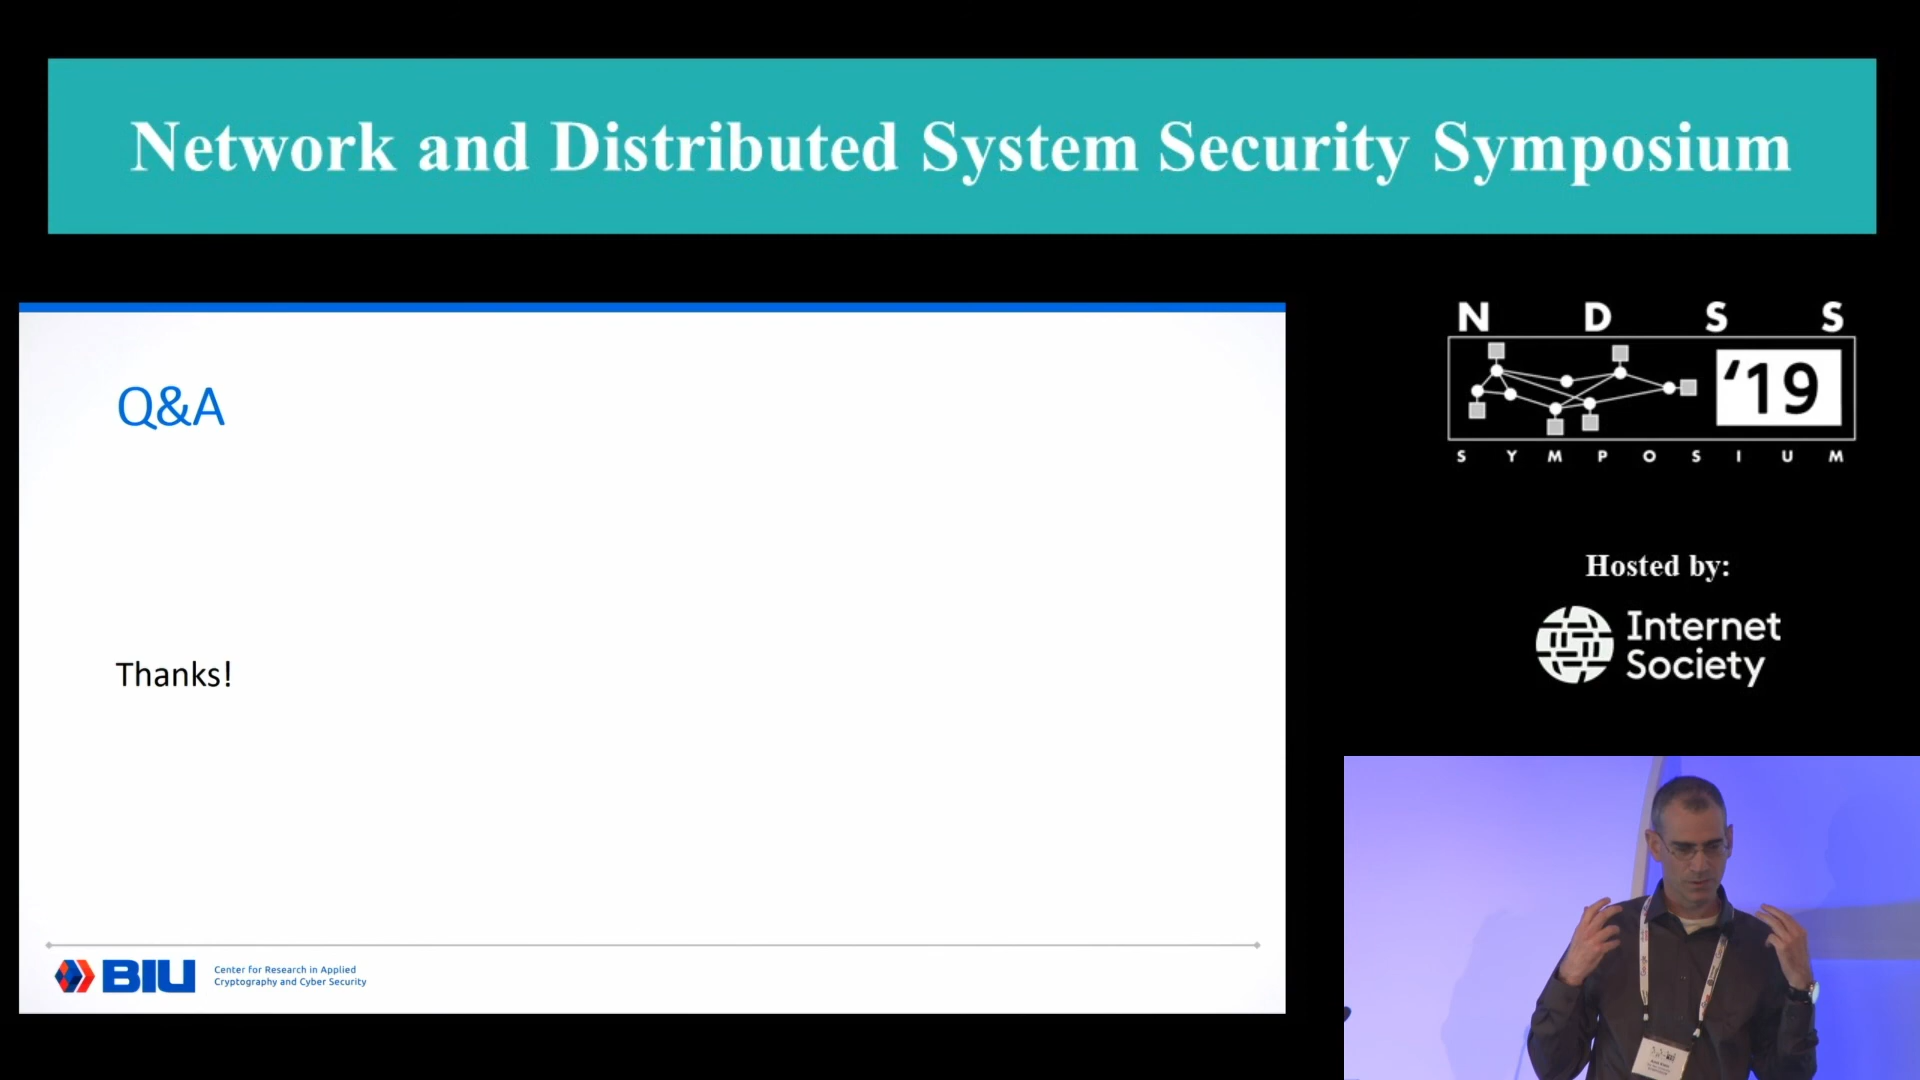 Network and Distributed System Security Symposium
N D S S
'19
S Y M P O S I U M
Q&A
Thanks!
Hosted by:
Internet
Society
BIU
Center for Research in Applied
Cryptography and Cyber Security